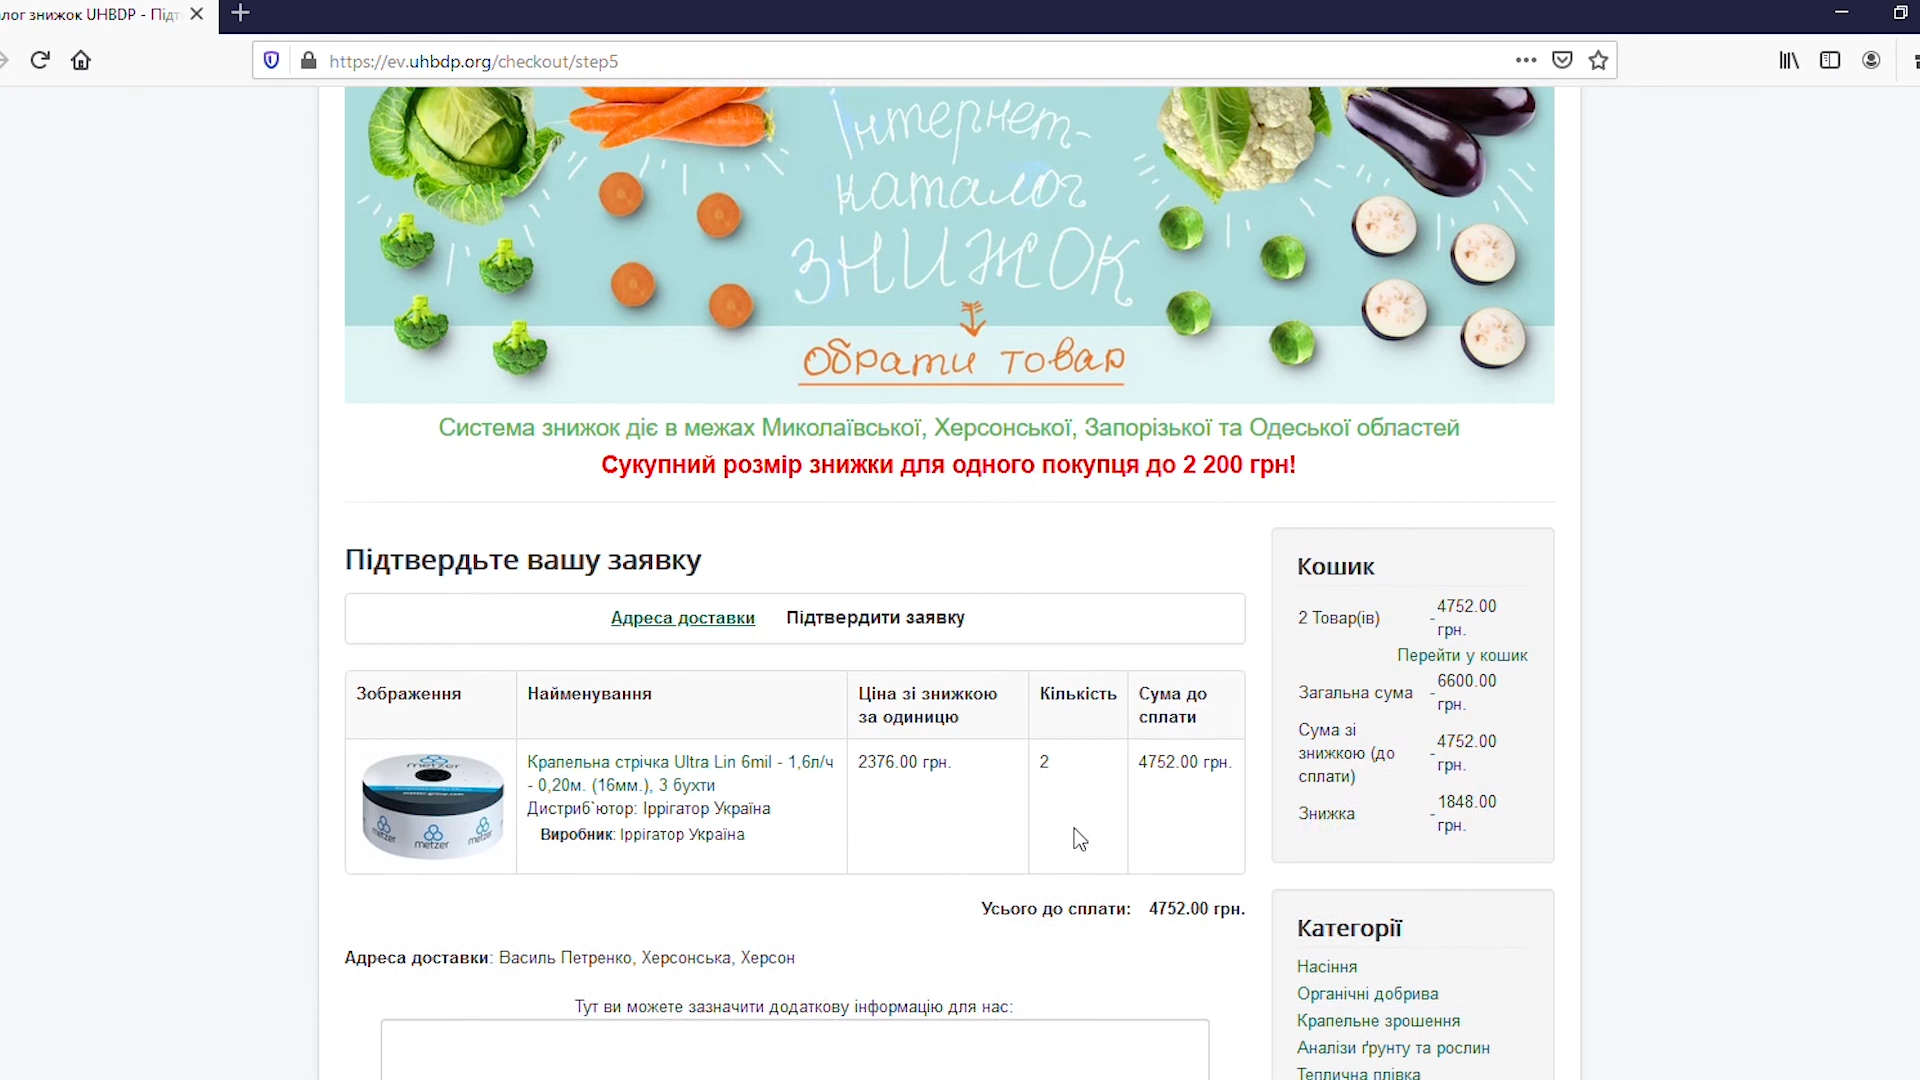 лог знижок UHBDP - Підт
https://ev.uhbdp.org/checkout/step5
Інтернет-
каталог
ЗНИЖОК
Обрати товар
Система знижок діє в межах Миколаївської, Херсонської, Запорізької та Одеської областей
Сукупний розмір знижки для одного покупця до 2 200 грн!
Підтвердьте вашу заявку
Адреса доставки Підтвердити заявку
Зображення
Найменування
Ціна зі знижкою
за одиницю
Кількість
Сума до
сплати
metzer
metzer
metzer
metzer
Крапельна стрічка Ultra Lin 6mil - 1,6л/ч
- 0,20м. (16мм.), 3 бухти
Дистриб`ютор: Іррігатор Україна
Виробник: Іррігатор Україна
2376.00 грн.
2
4752.00 грн.
Усього до сплати: 4752.00 грн.
Адреса доставки: Василь Петренко, Херсонська, Херсон
Тут ви можете зазначити додаткову інформацію для нас:
Кошик
2 Товар(ів) - 4752.00
грн.
Перейти у кошик
Загальна сума - 6600.00
грн.
Сума зі
знижкою (до
сплати)
- 4752.00
грн.
Знижка - 1848.00
грн.
Категорії
Насіння
Органічні добрива
Крапельне зрошення
Аналізи ґрунту та рослин
Теплична плівка